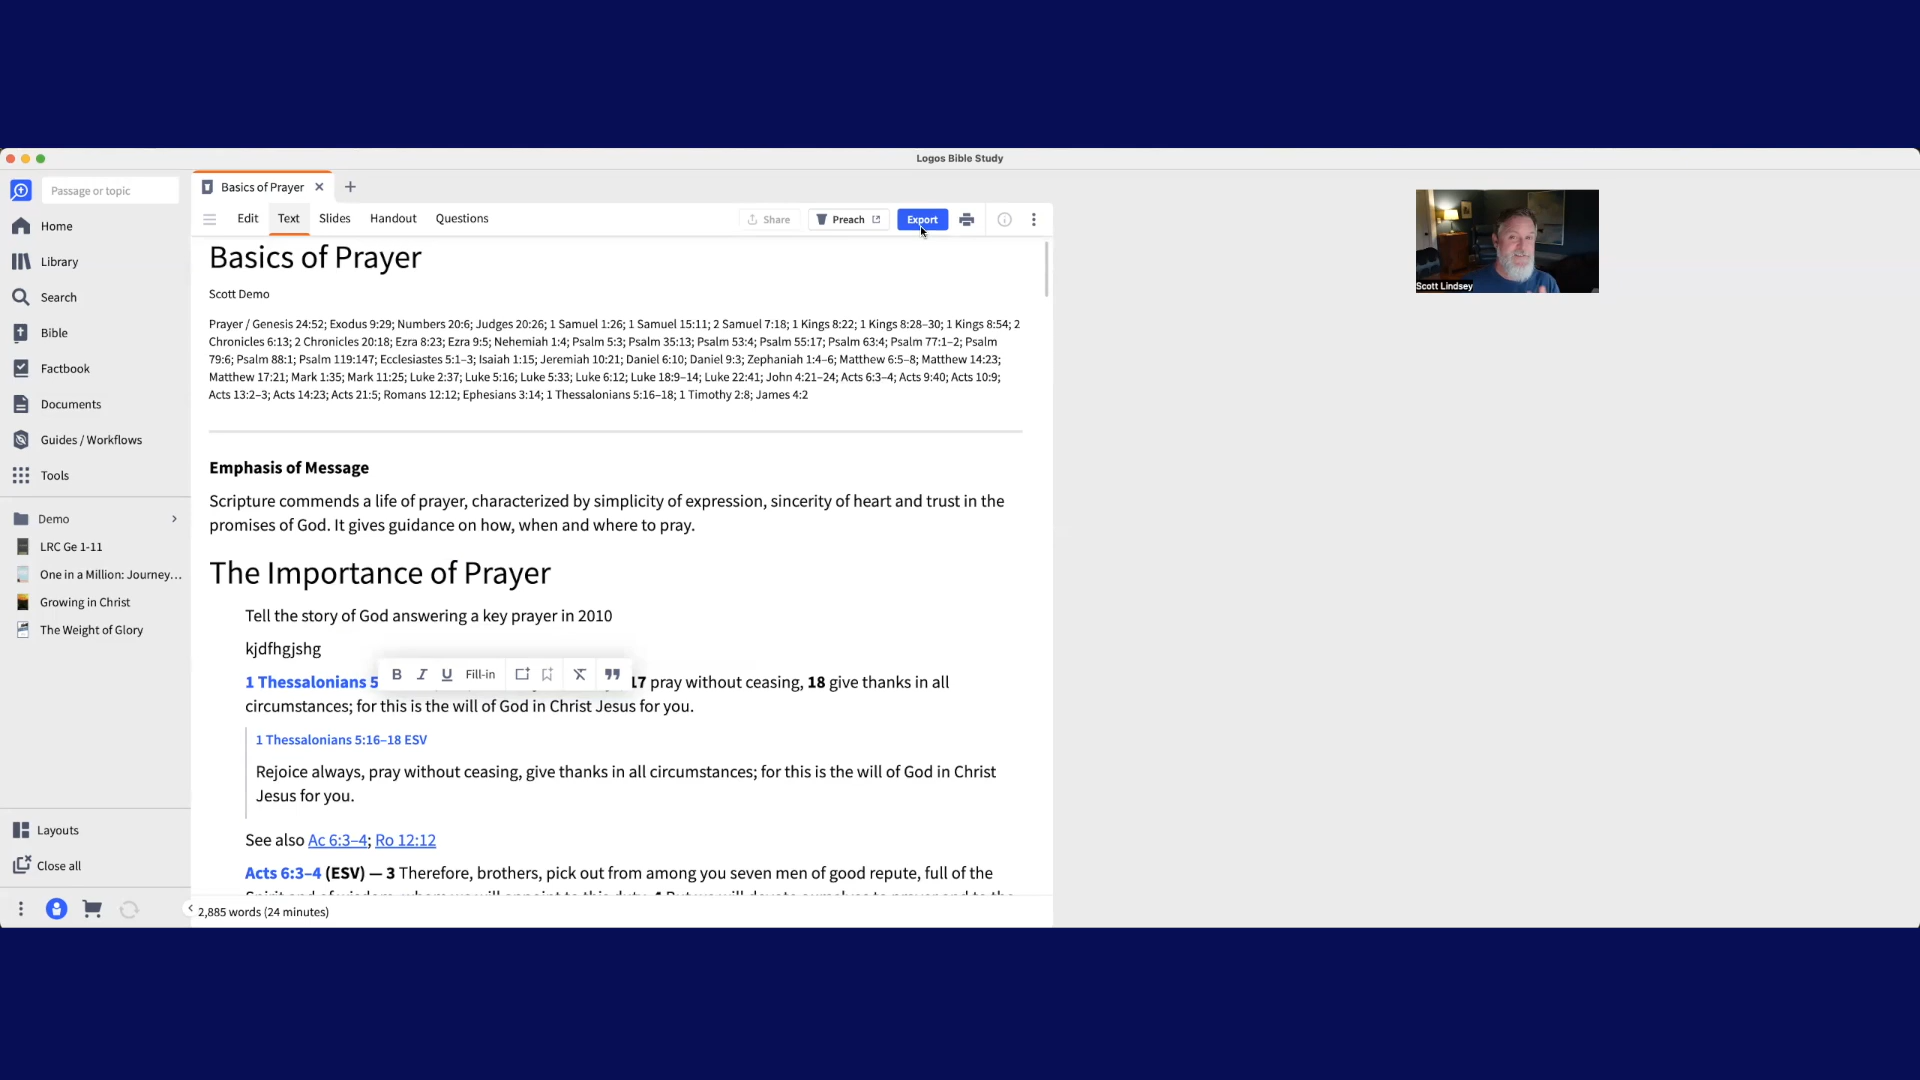 Logos Bible Study
Passage or topic
Home
Library
Search
Bible
Factbook
Documents
Guides / Workflows
Tools
Demo
LRC Ge 1-11
One in a Million: Journey…
Growing in Christ
The Weight of Glory
Layouts
Close all
Basics of Prayer
Edit
Text
Slides
Handout
Questions
Share
Preach
Export
Basics of Prayer
Scott Demo
Prayer / Genesis 24:52; Exodus 9:29; Numbers 20:6; Judges 20:26; 1 Samuel 1:26; 1 Samuel 15:11; 2 Samuel 7:18; 1 Kings 8:22; 1 Kings 8:28–30; 1 Kings 8:54; 2
Chronicles 6:13; 2 Chronicles 20:18; Ezra 8:23; Ezra 9:5; Nehemiah 1:4; Psalm 5:3; Psalm 35:13; Psalm 53:4; Psalm 55:17; Psalm 63:4; Psalm 77:1–2; Psalm
79:6; Psalm 88:1; Psalm 119:147; Ecclesiastes 5:1–3; Isaiah 1:15; Jeremiah 10:21; Daniel 6:10; Daniel 9:3; Zephaniah 1:4–6; Matthew 6:5–8; Matthew 14:23;
Matthew 17:21; Mark 1:35; Mark 11:25; Luke 2:37; Luke 5:16; Luke 5:33; Luke 6:12; Luke 18:9–14; Luke 22:41; John 4:21–24; Acts 6:3–4; Acts 9:40; Acts 10:9;
Acts 13:2–3; Acts 14:23; Acts 21:5; Romans 12:12; Ephesians 3:14; 1 Thessalonians 5:16–18; 1 Timothy 2:8; James 4:2
Emphasis of Message
Scripture commends a life of prayer, characterized by simplicity of expression, sincerity of heart and trust in the
promises of God. It gives guidance on how, when and where to pray.
The Importance of Prayer
Tell the story of God answering a key prayer in 2010
kjdfhgjshg
B I U Fill-in
1 Thessalonians 5 17 pray without ceasing, 18 give thanks in all
circumstances; for this is the will of God in Christ Jesus for you.
1 Thessalonians 5:16–18 ESV
Rejoice always, pray without ceasing, give thanks in all circumstances; for this is the will of God in Christ
Jesus for you.
See also Ac 6:3–4; Ro 12:12
Acts 6:3–4 (ESV) — 3 Therefore, brothers, pick out from among you seven men of good repute, full of the
2,885 words (24 minutes)
Scott Lindsey